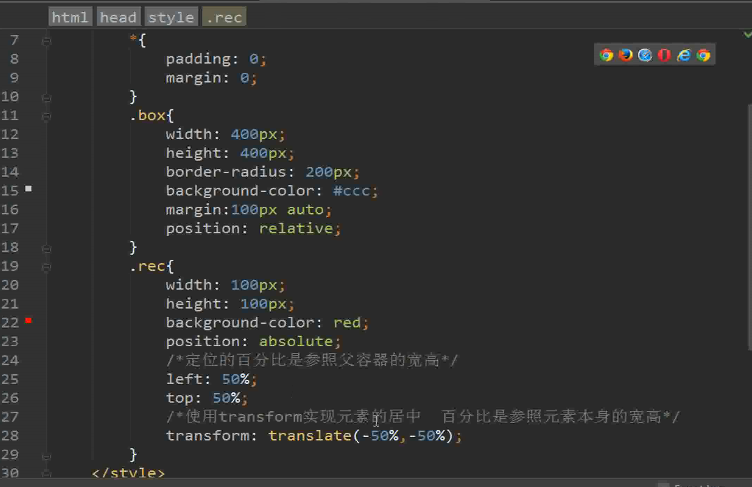 html head style .rec
7 *{
8 padding: 0;
9 margin: 0;
10 }
11 .box{
12 width: 400px;
13 height: 400px;
14 border-radius: 200px;
15 background-color: #ccc;
16 margin:100px auto;
17 position: relative;
18 }
19 .rec{
20 width: 100px;
21 height: 100px;
22 background-color: red;
23 position: absolute;
24 /*定位的百分比是参照父容器的宽高*/
25 left: 50%;
26 top: 50%;
27 /*使用transform实现元素的居中 百分比是参照元素本身的宽高*/
28 transform: translate(-50%,-50%);
29 }
30 </style>